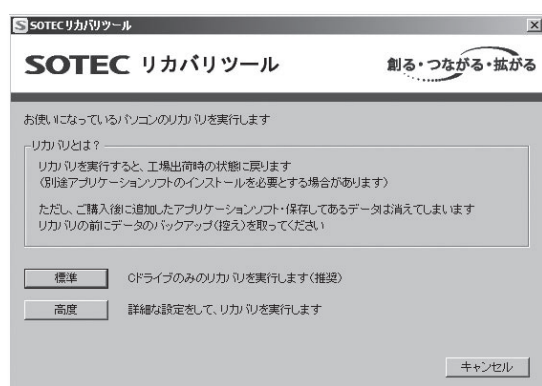 SOTECリカバリツール
SOTEC リカバリツール
創る・つながる・拡がる
お使いになっているパソコンのリカバリを実行します
リカバリとは?
リカバリを実行すると、工場出荷時の状態に戻ります
(別途アプリケーションソフトのインストールを必要とする場合があります)
ただし、ご購入後に追加したアプリケーションソフト・保存してあるデータは消えてしまいます
リカバリの前にデータのバックアップ(控え)を取ってください
標準 Cドライブのみのリカバリを実行します(推奨)
高度 詳細な設定をして、リカバリを実行します
キャンセル